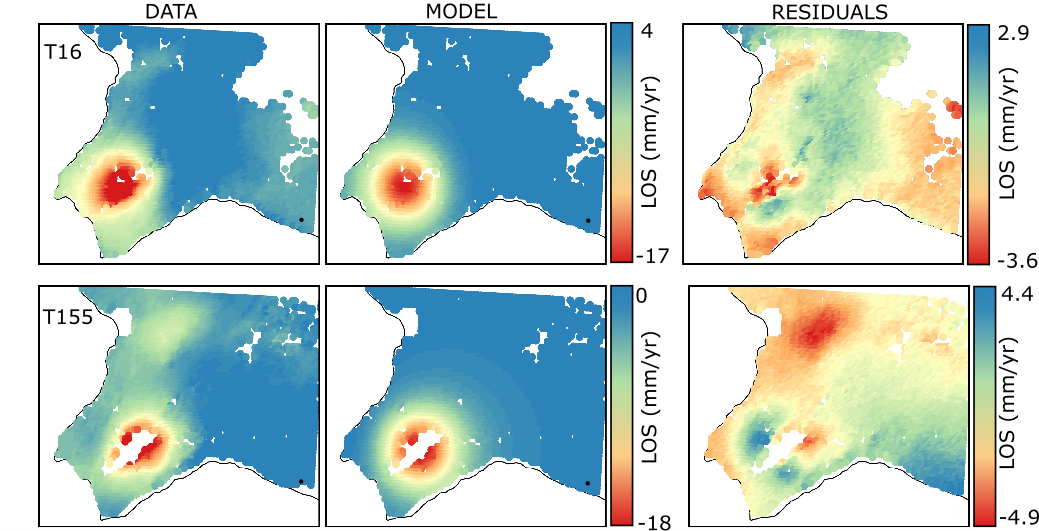 DATA MODEL RESIDUALS
T16
4
LOS (mm/yr)
-17
2.9
LOS (mm/yr)
-3.6
T155
0
LOS (mm/yr)
-18
4.4
LOS (mm/yr)
-4.9